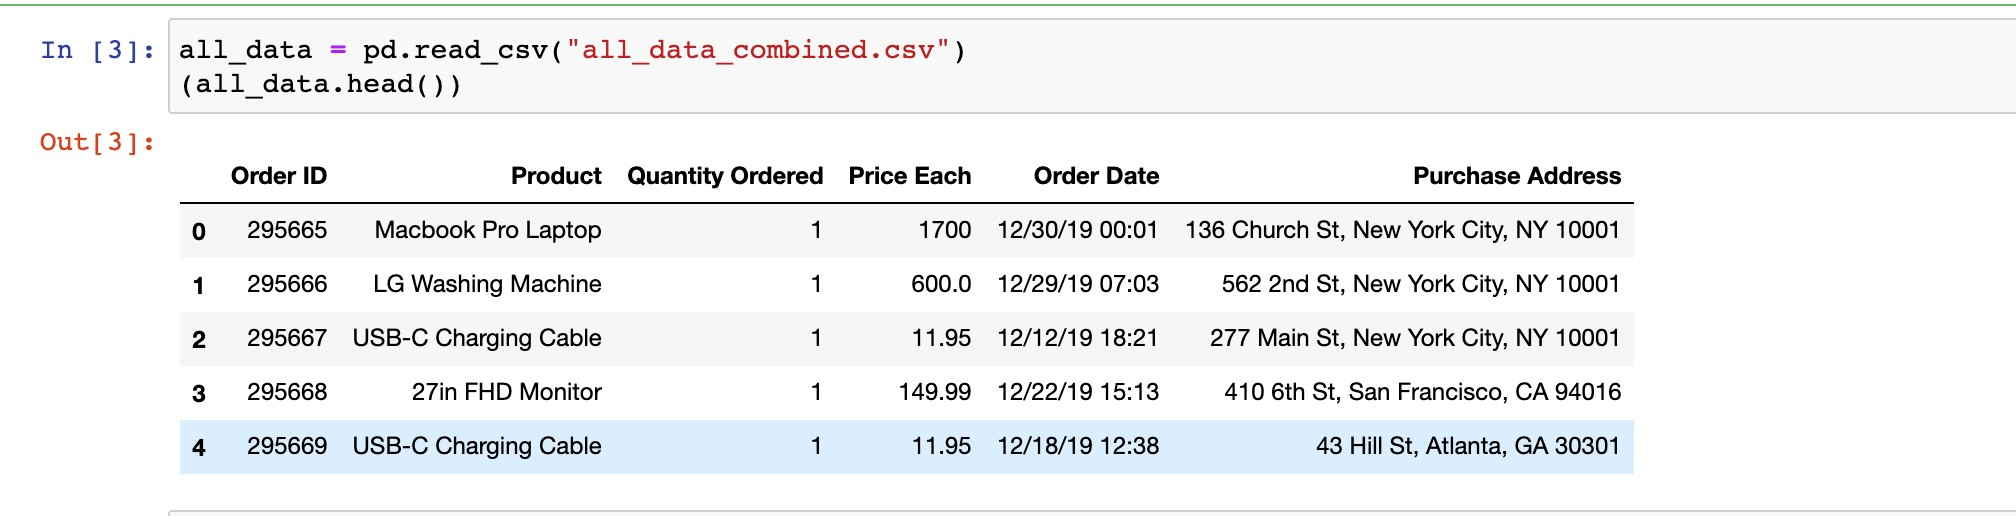 In [3]: all_data = pd.read_csv("all_data_combined.csv")
(all_data.head())
Out[3]:
Order ID Product Quantity Ordered Price Each Order Date Purchase Address
0 295665 Macbook Pro Laptop 1 1700 12/30/19 00:01 136 Church St, New York City, NY 10001
1 295666 LG Washing Machine 1 600.0 12/29/19 07:03 562 2nd St, New York City, NY 10001
2 295667 USB-C Charging Cable 1 11.95 12/12/19 18:21 277 Main St, New York City, NY 10001
3 295668 27in FHD Monitor 1 149.99 12/22/19 15:13 410 6th St, San Francisco, CA 94016
4 295669 USB-C Charging Cable 1 11.95 12/18/19 12:38 43 Hill St, Atlanta, GA 30301